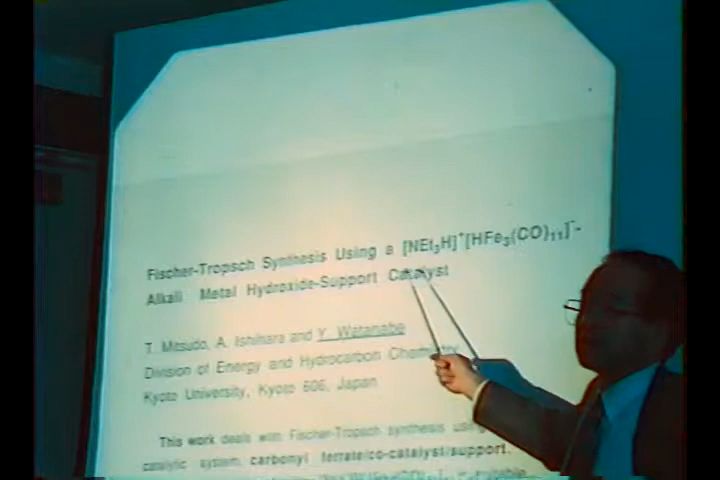 Fischer-Tropsch Synthesis Using a [NEt₃H]⁺[HFe₃(CO)₁₁]⁻-
Alkali Metal Hydroxide-Support Catalyst
T. Mitsudo, A. Ishihara and Y. Watanabe
Division of Energy and Hydrocarbon Chemistry
Kyoto University, Kyoto 606, Japan
This work deals with Fischer-Tropsch synthesis using
catalytic system, carbonyl ferrate/co-catalyst/support.